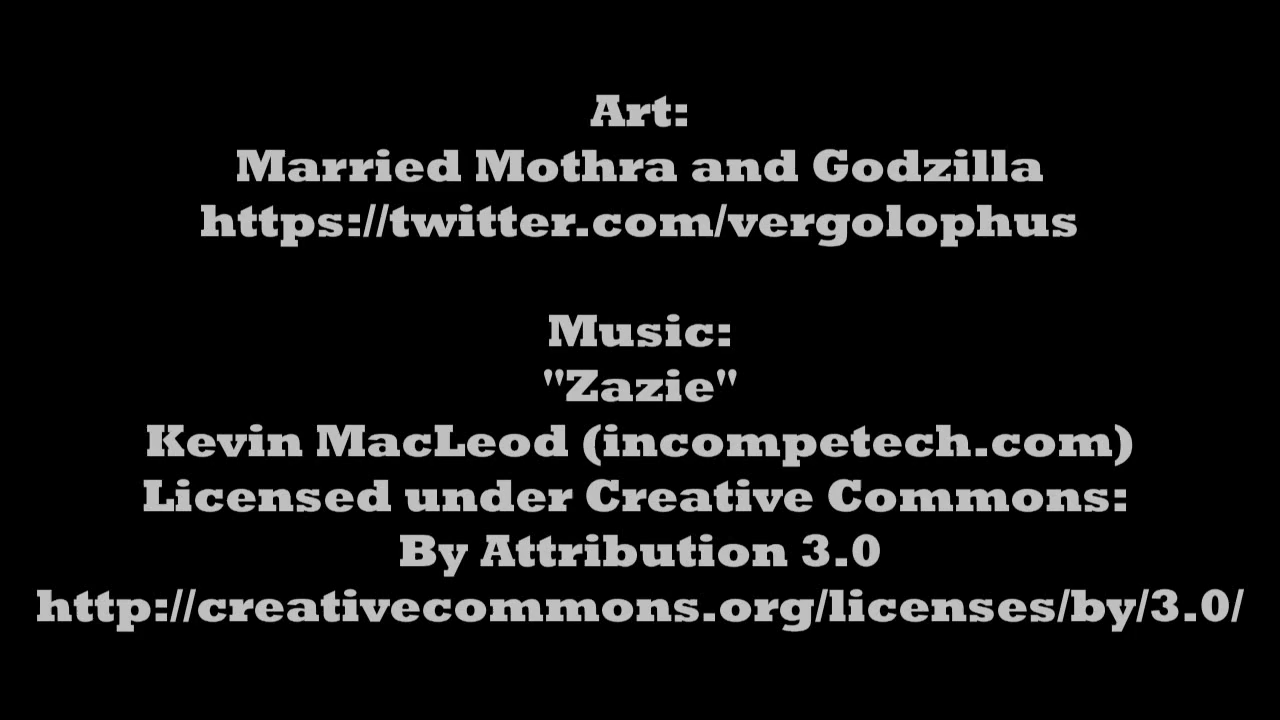 Art:
Married Mothra and Godzilla
https://twitter.com/vergolophus
Music:
"Zazie"
Kevin MacLeod (incompetech.com)
Licensed under Creative Commons:
By Attribution 3.0
http://creativecommons.org/licenses/by/3.0/